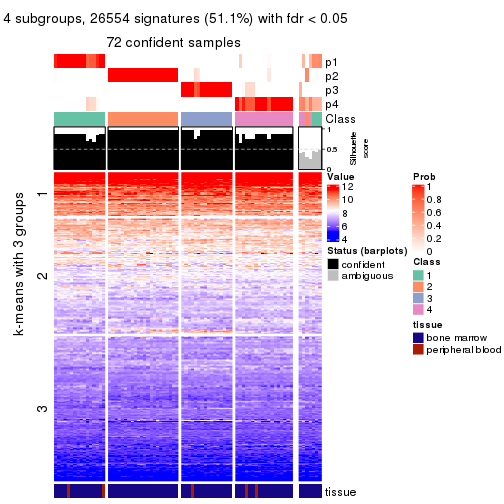 4 subgroups, 26554 signatures (51.1%) with fdr < 0.05
72 confident samples
p1
p2
p3
p4
Class
1
0.5
0
Silhouette
score
k-means with 3 groups
1
2
3
Value
12
10
8
6
4
Status (barplots)
confident
ambiguous
Prob
1
0.8
0.6
0.4
0.2
0
Class
1
2
3
4
tissue
bone marrow
peripheral blood
tissue